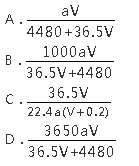 A. aV
4480+36.5V
B. 1000aV
36.5V+4480
C. 36.5V
22.4a(V+0.2)
D. 3650aV
36.5V+4480